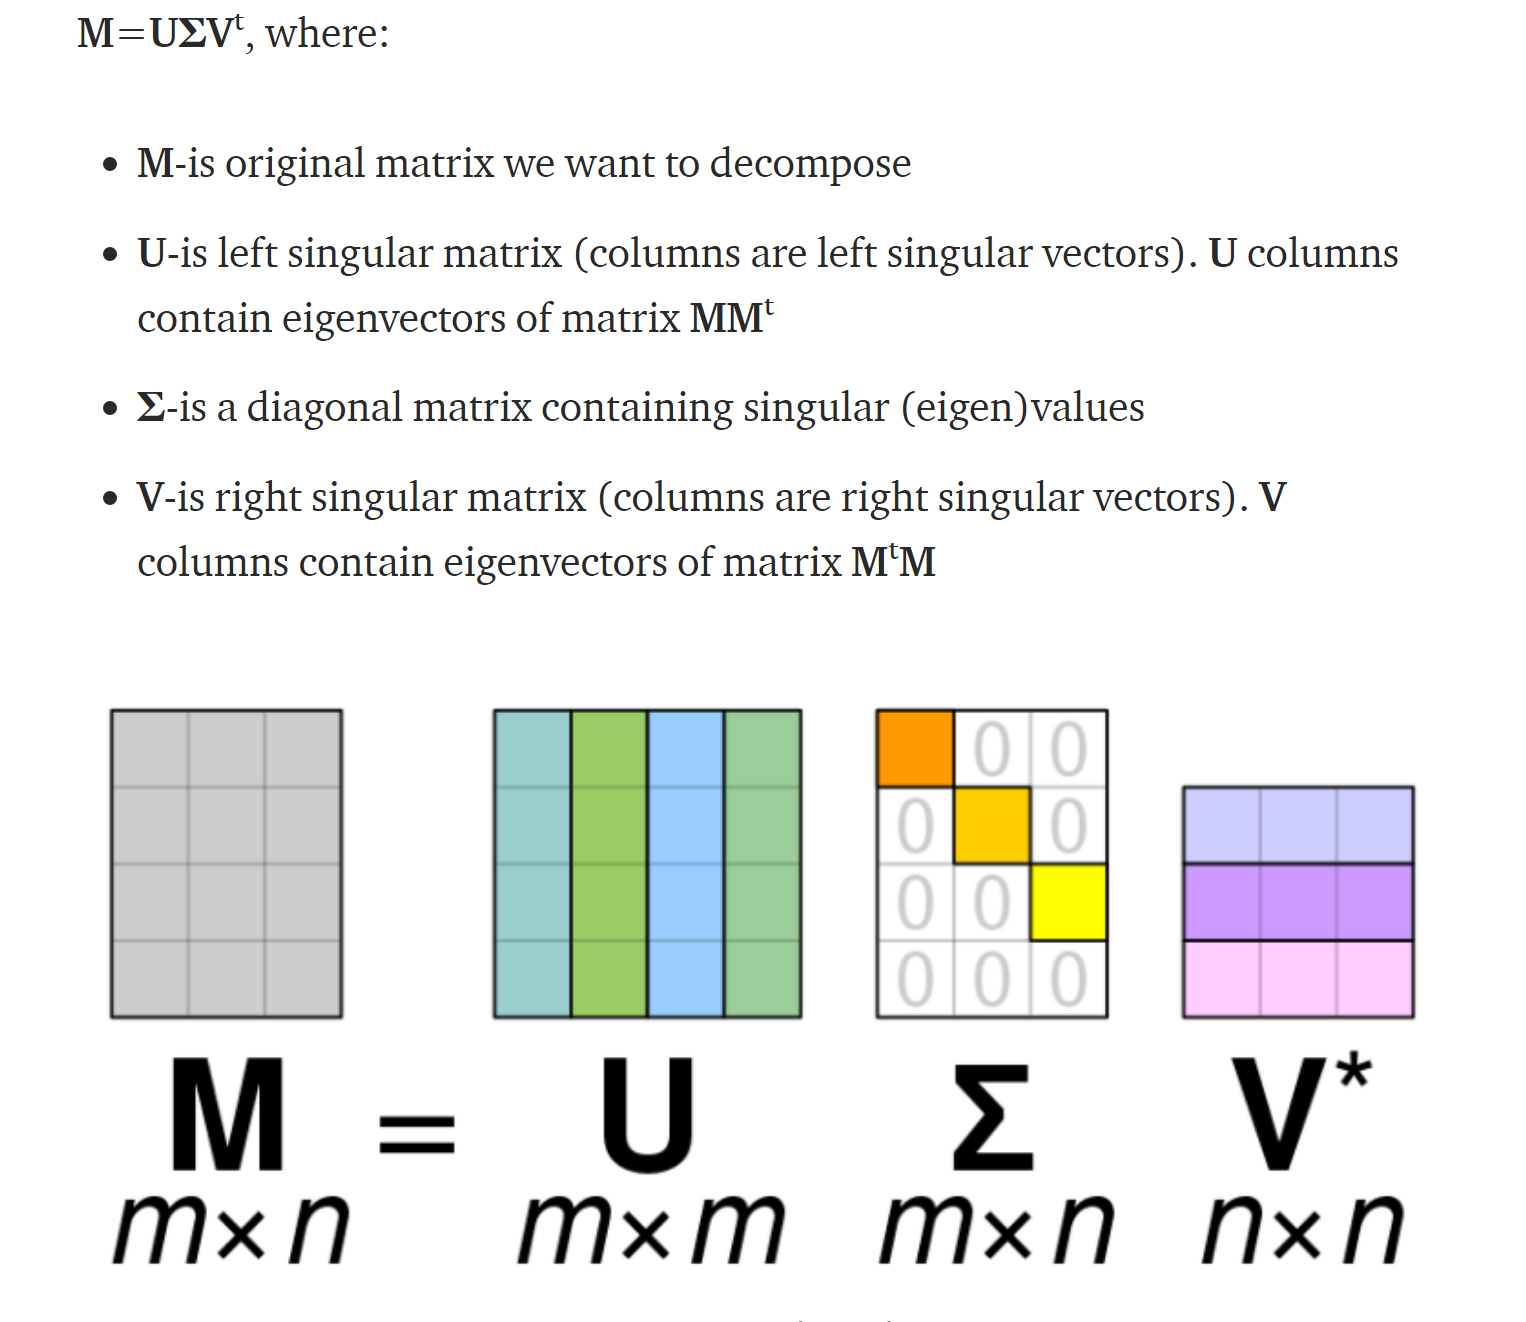 M=UΣVᵗ, where:
• M-is original matrix we want to decompose
• U-is left singular matrix (columns are left singular vectors). U columns
contain eigenvectors of matrix MMᵗ
• Σ-is a diagonal matrix containing singular (eigen)values
• V-is right singular matrix (columns are right singular vectors). V
columns contain eigenvectors of matrix MᵗM
0 0
0 0
0 0
0 0 0
M = U Σ V*
m×n m×m m×n n×n